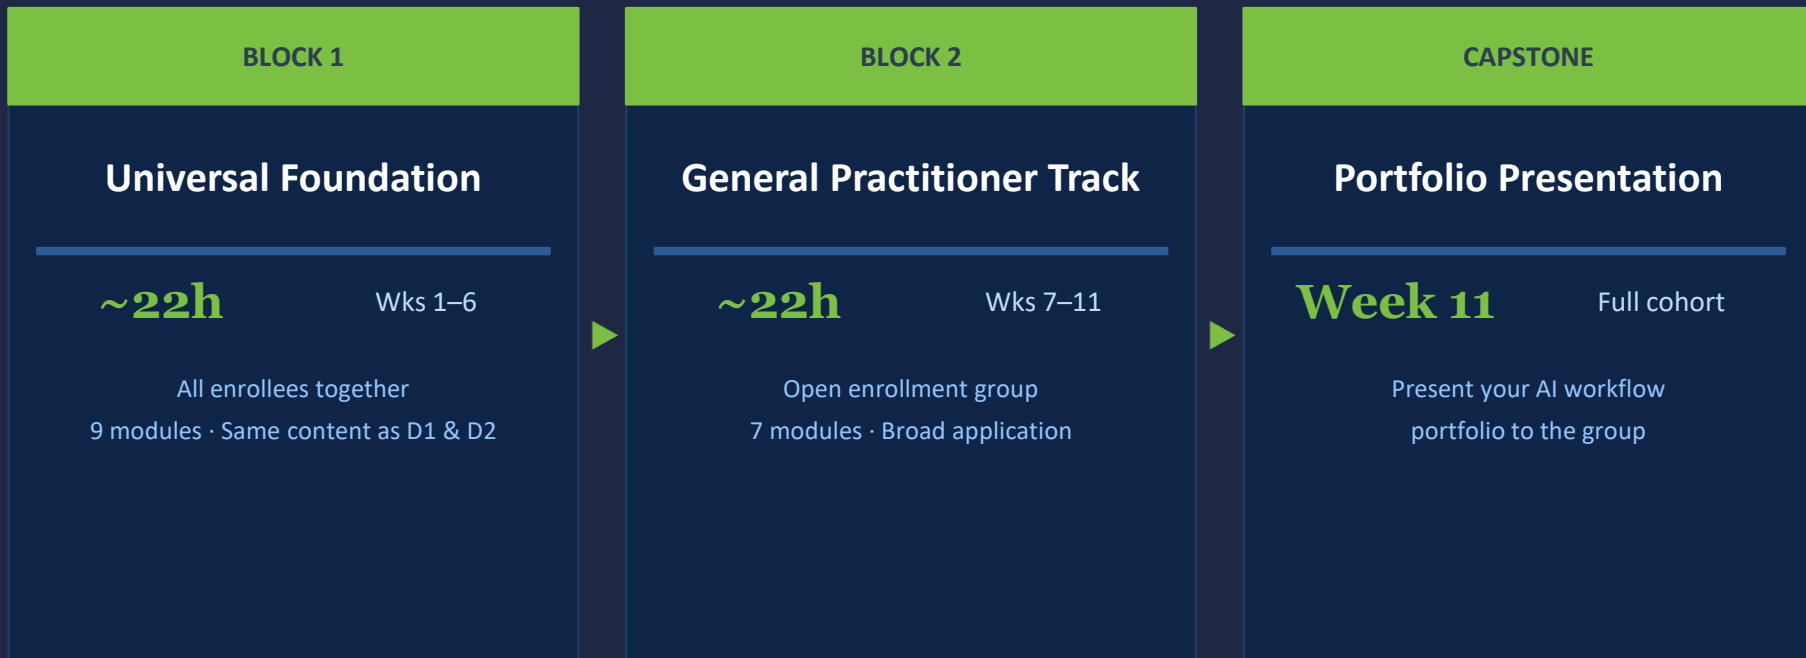 BLOCK 1
Universal Foundation
~22h
Wks 1–6
All enrollees together
9 modules · Same content as D1 & D2
BLOCK 2
General Practitioner Track
~22h
Wks 7–11
Open enrollment group
7 modules · Broad application
CAPSTONE
Portfolio Presentation
Week 11
Full cohort
Present your AI workflow
portfolio to the group